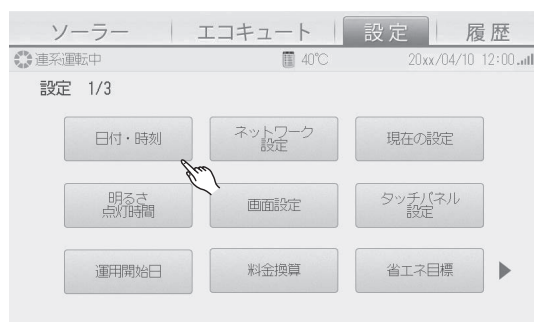 ソーラー エコキュート 設定 履歴
連系運転中 40℃ 20xx/04/10 12:00
設定 1/3
日付・時刻
ネットワーク
設定
現在の設定
明るさ
点灯時間
画面設定
タッチパネル
設定
運用開始日
料金換算
省エネ目標